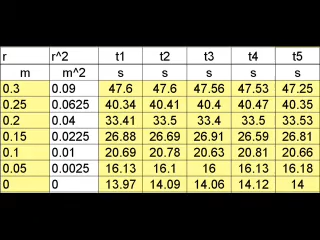 r r^2 t1 t2 t3 t4 t5
m m^2 s s s s s
0.3 0.09 47.6 47.6 47.56 47.53 47.25
0.25 0.0625 40.34 40.41 40.4 40.47 40.35
0.2 0.04 33.41 33.5 33.4 33.5 33.53
0.15 0.0225 26.88 26.69 26.91 26.59 26.81
0.1 0.01 20.69 20.78 20.63 20.81 20.66
0.05 0.0025 16.13 16.1 16 16.13 16.18
0 0 13.97 14.09 14.06 14.12 14